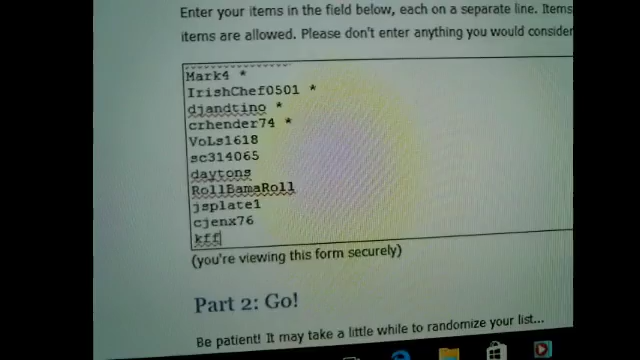 Enter your items in the field below, each on a separate line. Items
items are allowed. Please don't enter anything you would consider
Mark4 *
IrishChef0501 *
djandtino *
crhender74 *
VoLs1618
sc314065
daytons
RollBamaRoll
jsplate1
cjenx76
kff
(you're viewing this form securely)
Part 2: Go!
Be patient! It may take a little while to randomize your list...